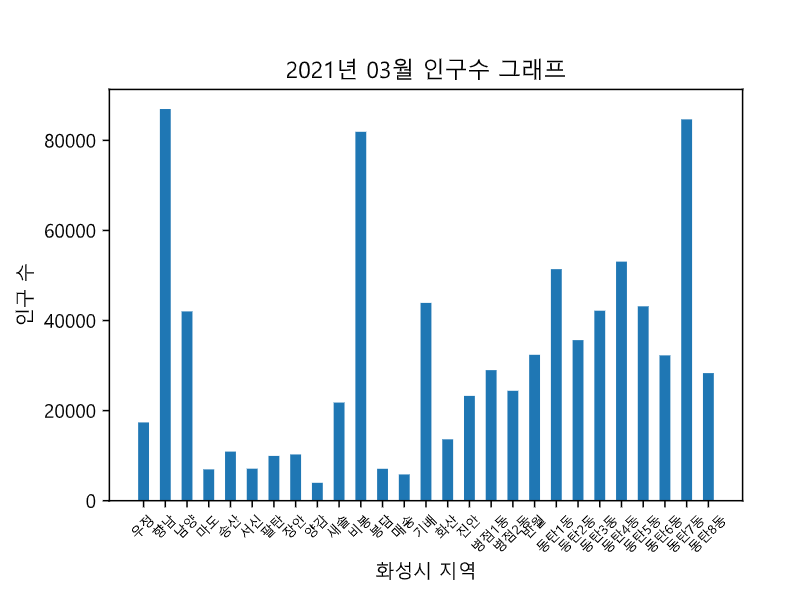 2021년 03월 인구수 그래프
인구 수
80000
60000
40000
20000
0
우정
향남
남양
마도
송산
서신
팔탄
장안
양감
새솔
비봉
봉담
매송
기배
화산
진안
병점1동
병점2동
반월
동탄1동
동탄2동
동탄3동
동탄4동
동탄5동
동탄6동
동탄7동
동탄8동
화성시 지역